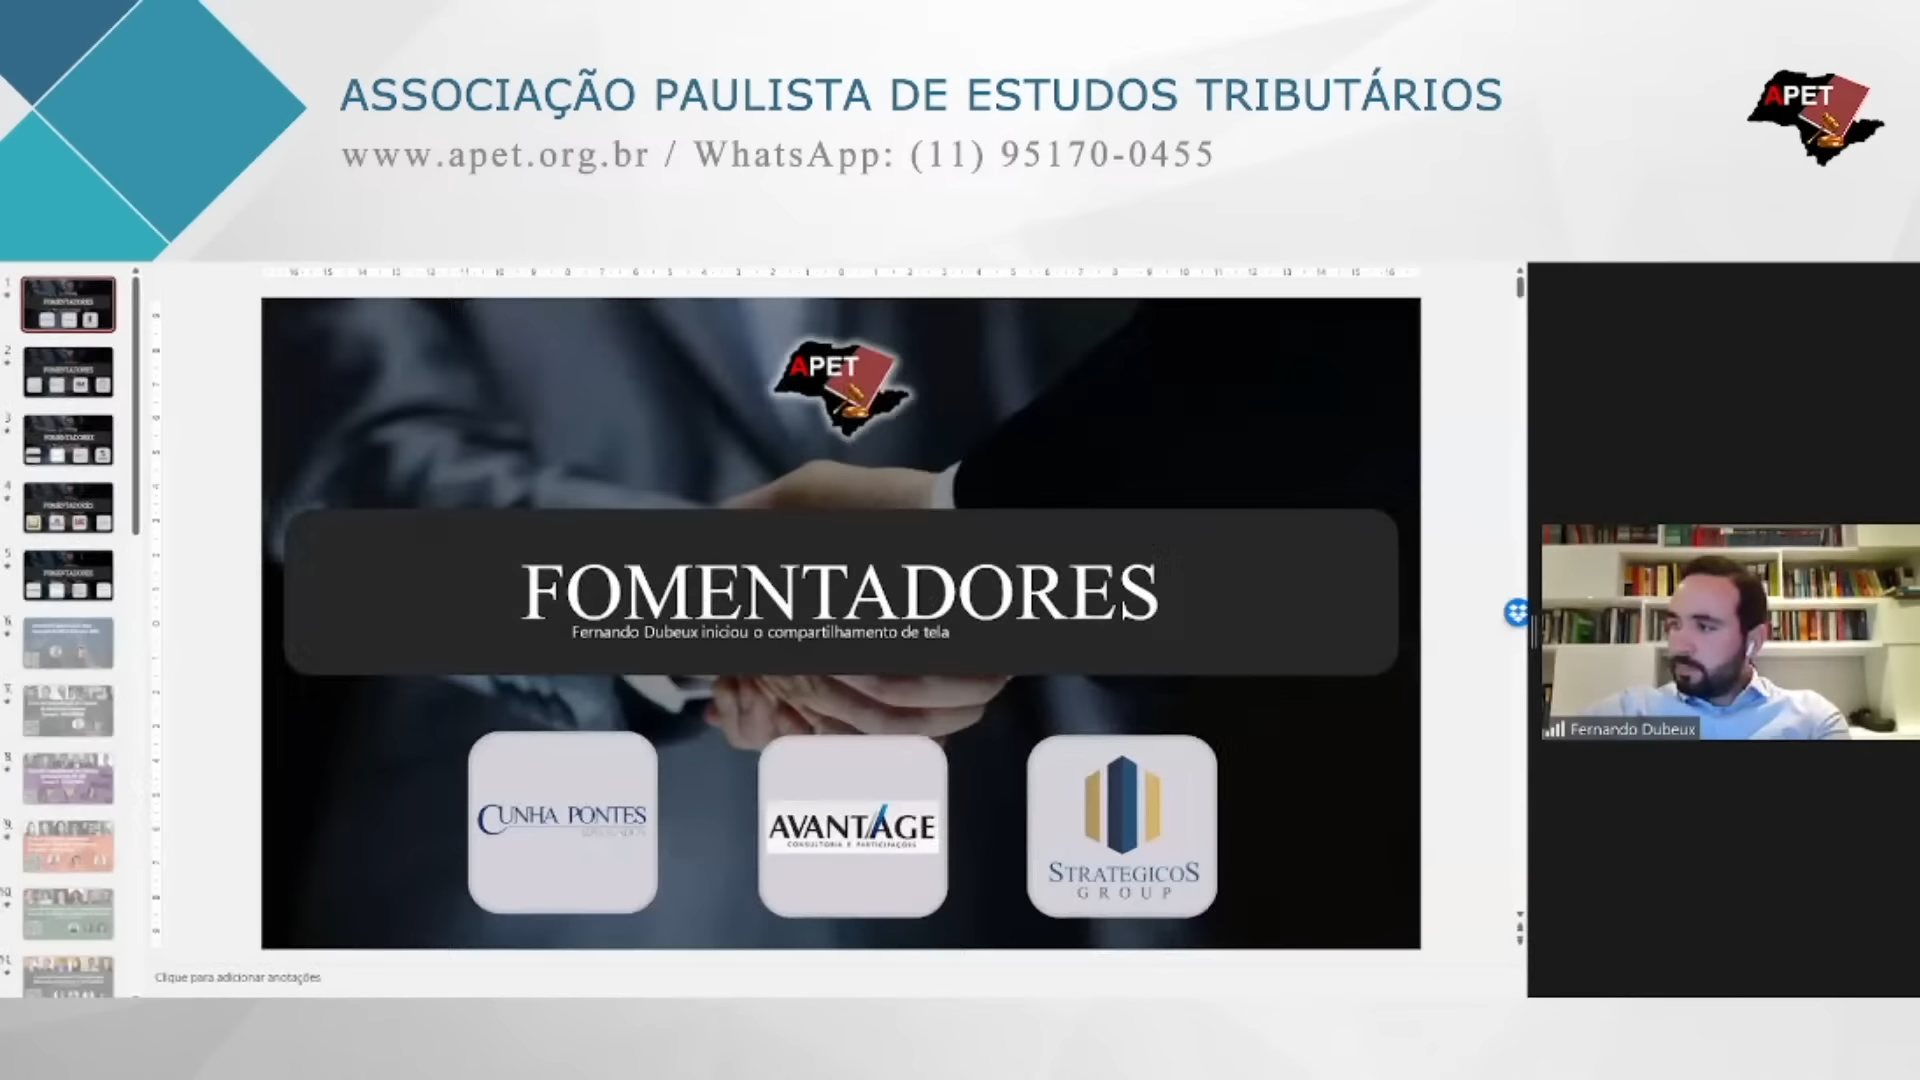 ASSOCIAÇÃO PAULISTA DE ESTUDOS TRIBUTÁRIOS
www.apet.org.br / WhatsApp: (11) 95170-0455
APET
APET
FOMENTADORES
Fernando Dubeux iniciou o compartilhamento de tela
CUNHA PONTES
AVANTAGE
CONSULTORIA E PARTICIPAÇÕES
STRATEGICOS
GROUP
Fernando Dubeux
Clique para adicionar anotações